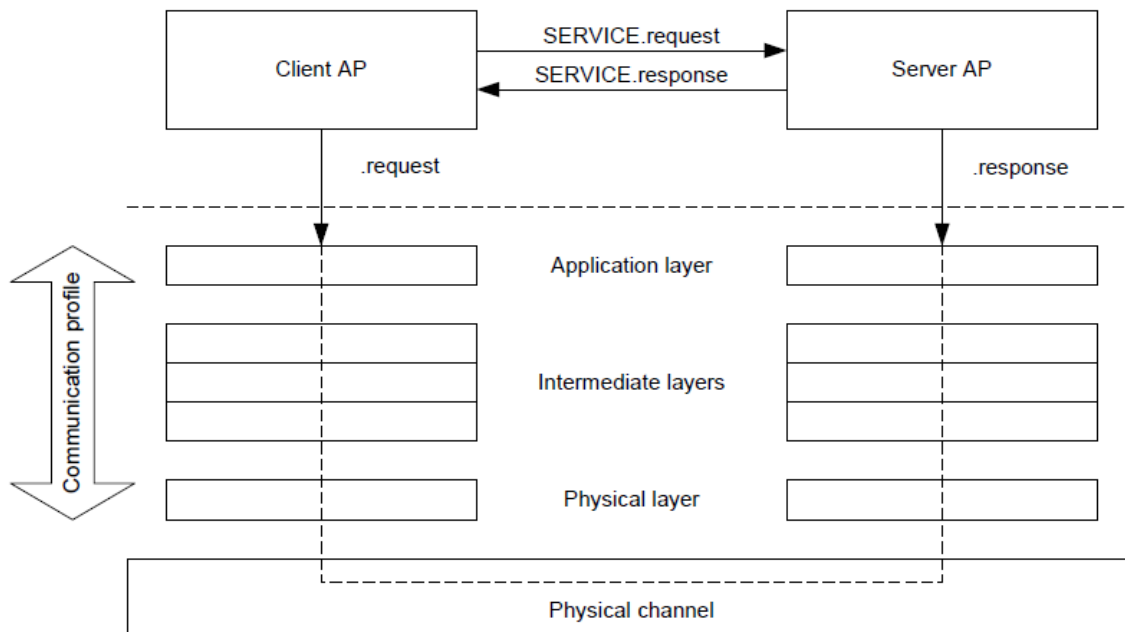 SERVICE.request
Client AP
Server AP
SERVICE.response
.request
.response
Application layer
Communication profile
Intermediate layers
Physical layer
Physical channel